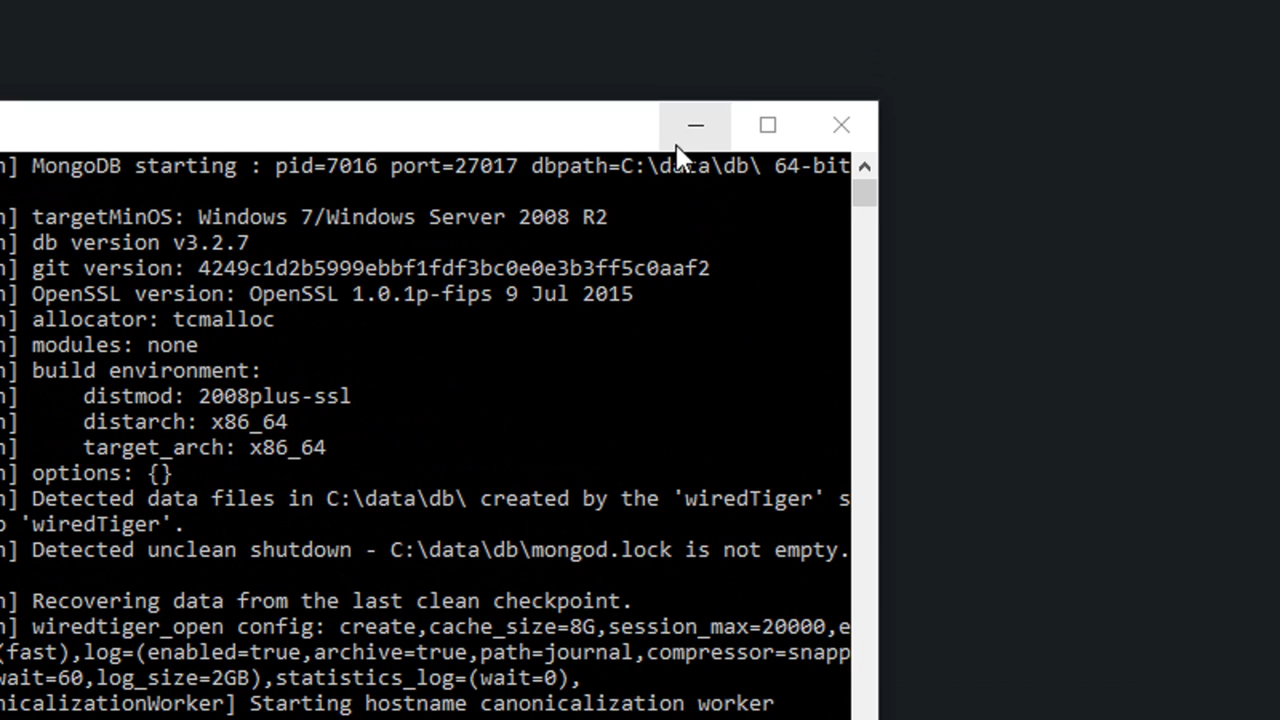 n] MongoDB starting : pid=7016 port=27017 dbpath=C:\data\db\ 64-bit
n] targetMinOS: Windows 7/Windows Server 2008 R2
n] db version v3.2.7
n] git version: 4249c1d2b5999ebbf1fdf3bc0e0e3b3ff5c0aaf2
n] OpenSSL version: OpenSSL 1.0.1p-fips 9 Jul 2015
n] allocator: tcmalloc
n] modules: none
n] build environment:
n]     distmod: 2008plus-ssl
n]     distarch: x86_64
n]     target_arch: x86_64
n] options: {}
n] Detected data files in C:\data\db\ created by the 'wiredTiger' s
o 'wiredTiger'.
n] Detected unclean shutdown - C:\data\db\mongod.lock is not empty.
n] Recovering data from the last clean checkpoint.
n] wiredtiger_open config: create,cache_size=8G,session_max=20000,e
(fast),log=(enabled=true,archive=true,path=journal,compressor=snapp
wait=60,log_size=2GB),statistics_log=(wait=0),
nicalizationWorker] Starting hostname canonicalization worker